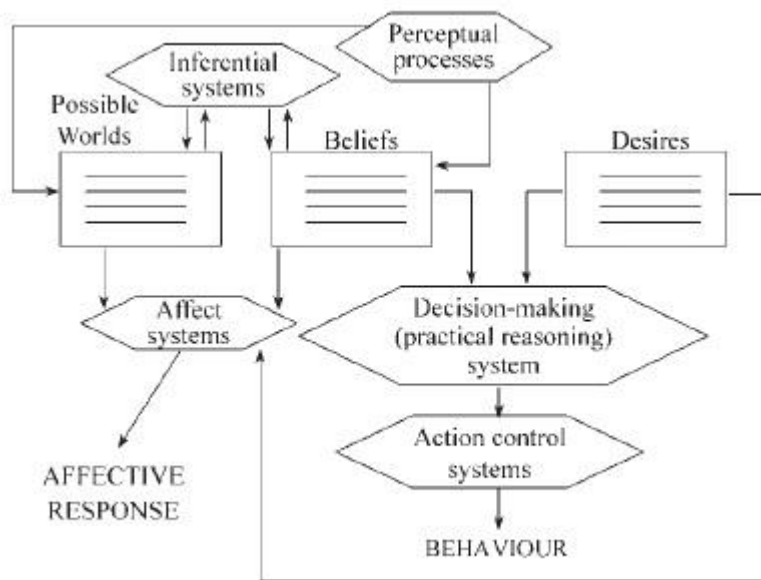 Perceptual
processes
Inferential
systems
Possible
Worlds
Beliefs
Desires
Affect
systems
Decision-making
(practical reasoning)
system
Action control
systems
AFFECTIVE
RESPONSE
BEHAVIOUR